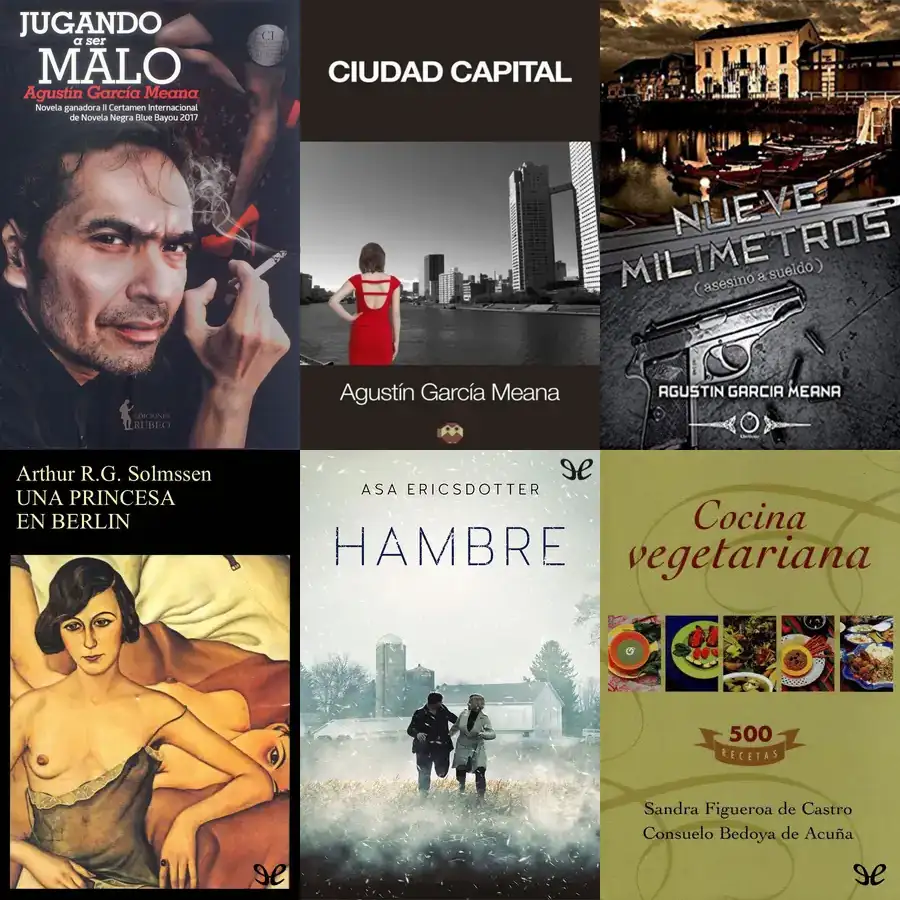 JUGANDO
a ser
MALO
Agustín García Meana
Novela ganadora II Certamen Internacional
de Novela Negra Blue Bayou 2017
EDICIONES
RUBEO
CIUDAD CAPITAL
Agustín García Meana
NUEVE
MILIMETROS
( asesino a sueldo )
AGUSTIN GARCIA MEANA
Arthur R.G. Solmssen
UNA PRINCESA
EN BERLIN
ASA ERICSDOTTER
HAMBRE
Cocina
vegetariana
500
RECETAS
Sandra Figueroa de Castro
Consuelo Bedoya de Acuña